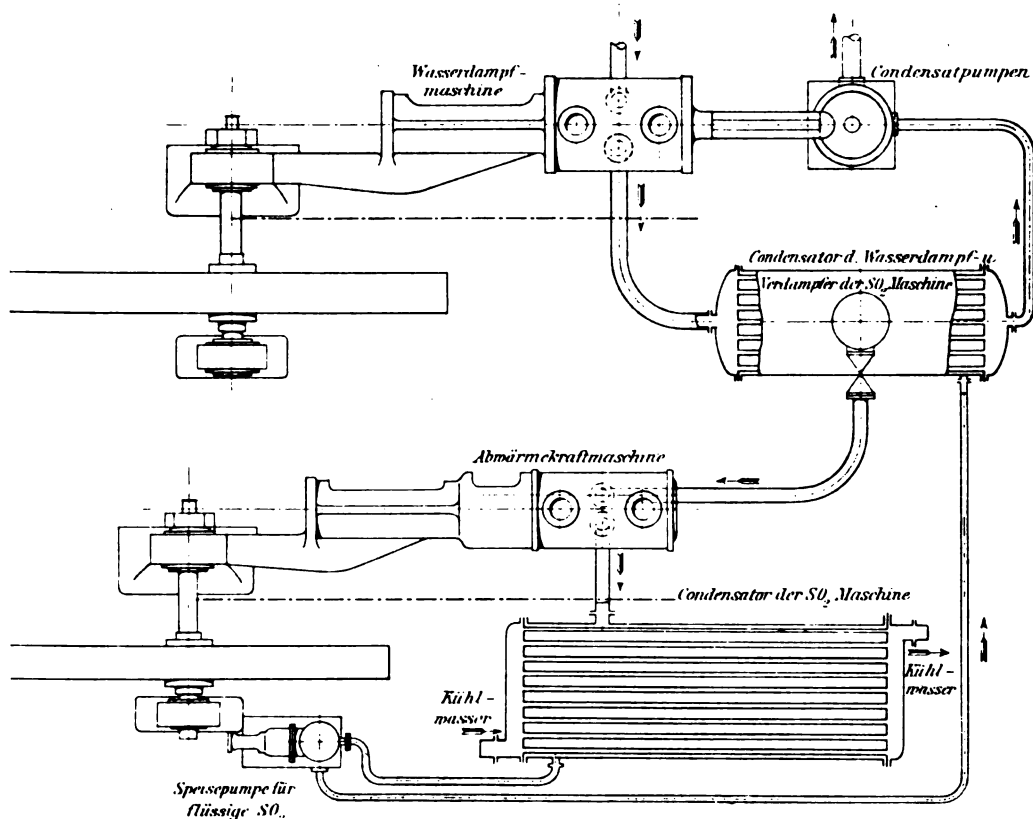 Wasserdampf-
maschine
Condensatpumpen
Condensator d. Wasserdampf- u.
Verdampfer der SO₂ Maschine
Abwärmekraftmaschine
Condensator der SO₂ Maschine
Kühl-
wasser
Kühl-
wasser
Speisepumpe für
flüssige SO₂